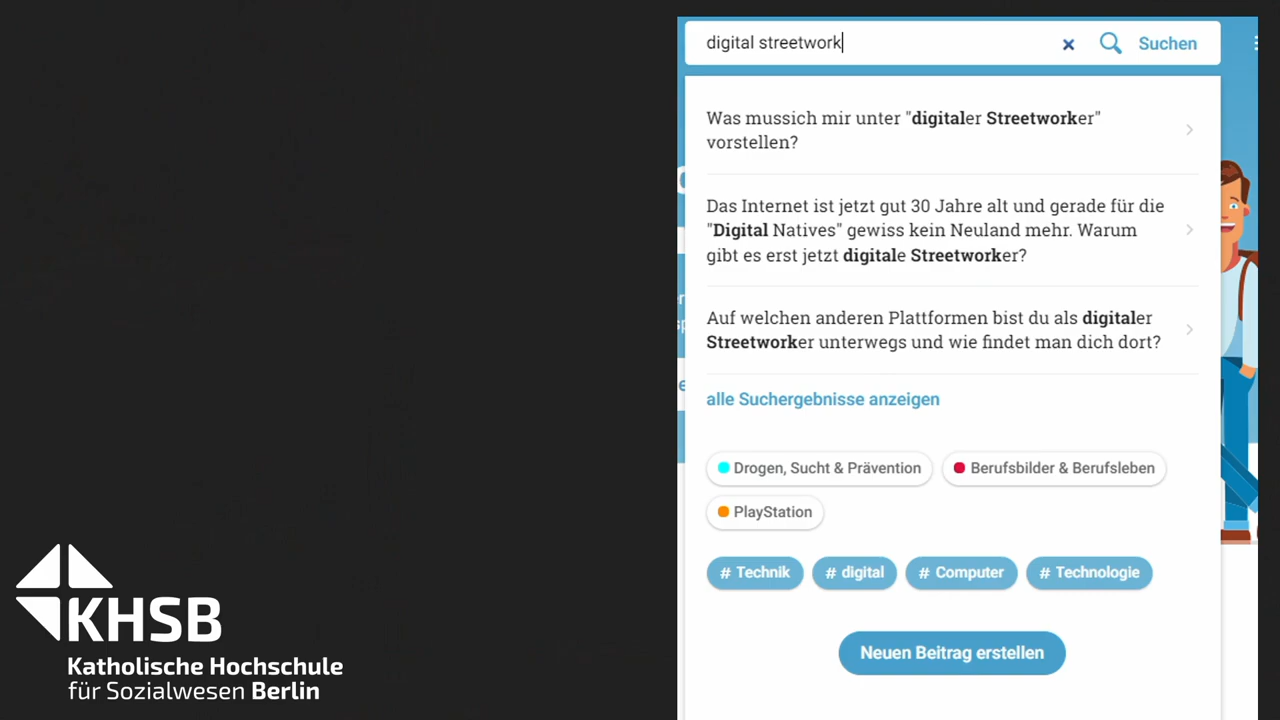 digital streetwork
Suchen
Was mussich mir unter "digitaler Streetworker"
vorstellen?
Das Internet ist jetzt gut 30 Jahre alt und gerade für die
"Digital Natives" gewiss kein Neuland mehr. Warum
gibt es erst jetzt digitale Streetworker?
Auf welchen anderen Plattformen bist du als digitaler
Streetworker unterwegs und wie findet man dich dort?
alle Suchergebnisse anzeigen
Drogen, Sucht & Prävention
Berufsbilder & Berufsleben
PlayStation
# Technik
# digital
# Computer
# Technologie
Neuen Beitrag erstellen
KHSB
Katholische Hochschule
für Sozialwesen Berlin